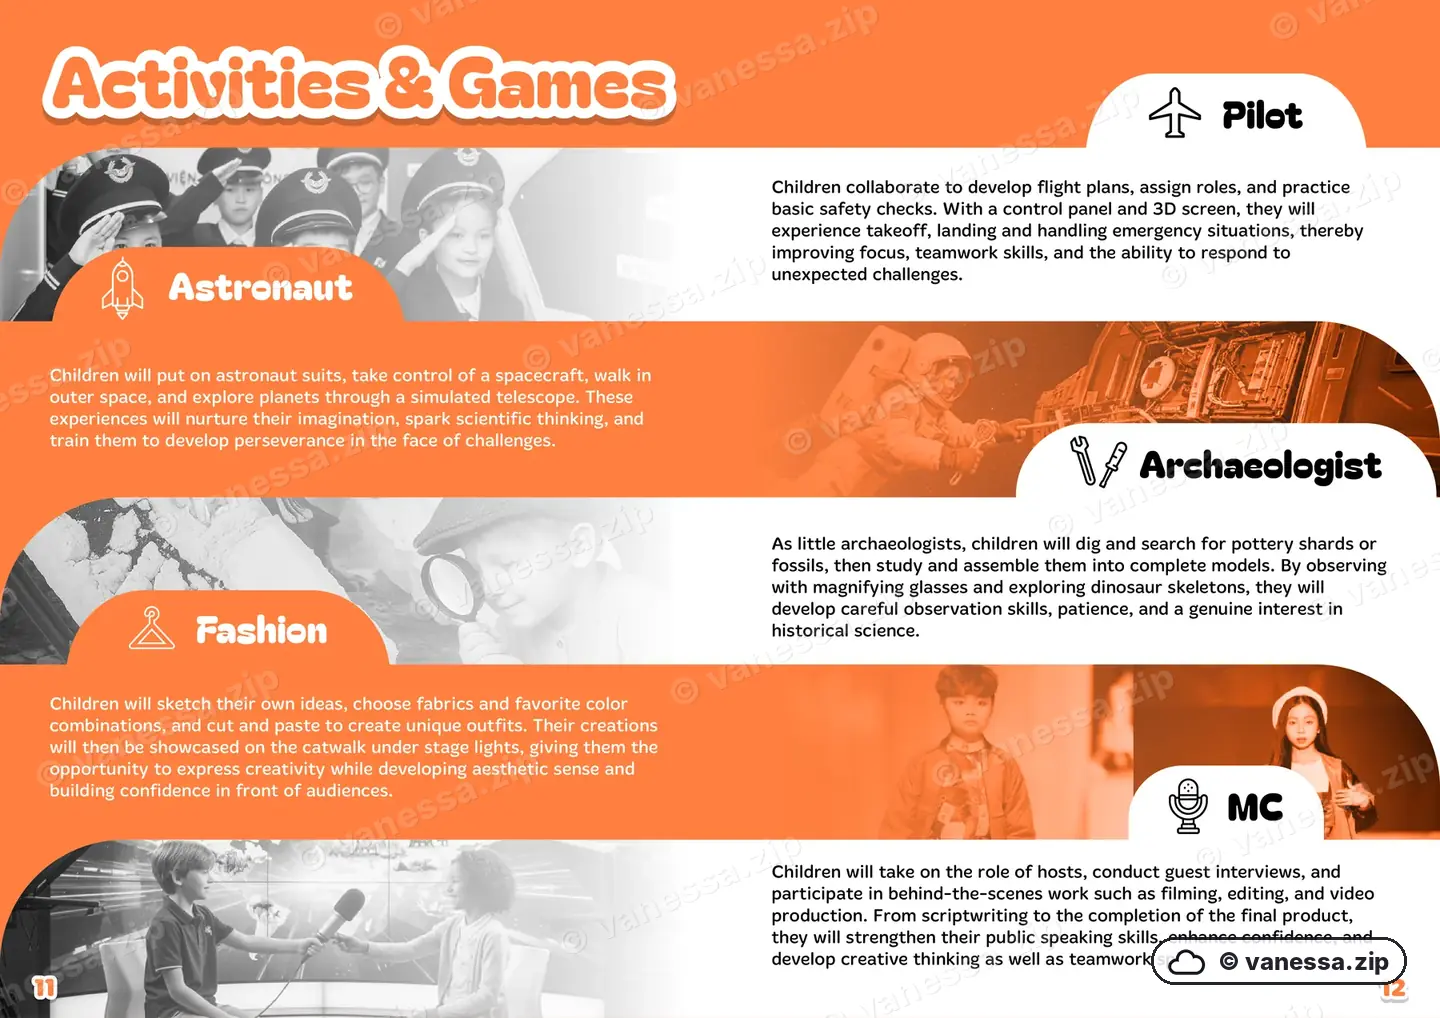 Activities & Games
Pilot
Children collaborate to develop flight plans, assign roles, and practice
basic safety checks. With a control panel and 3D screen, they will
experience takeoff, landing and handling emergency situations, thereby
improving focus, teamwork skills, and the ability to respond to
unexpected challenges.
Astronaut
Children will put on astronaut suits, take control of a spacecraft, walk in
outer space, and explore planets through a simulated telescope. These
experiences will nurture their imagination, spark scientific thinking, and
train them to develop perseverance in the face of challenges.
Archaeologist
As little archaeologists, children will dig and search for pottery shards or
fossils, then study and assemble them into complete models. By observing
with magnifying glasses and exploring dinosaur skeletons, they will
develop careful observation skills, patience, and a genuine interest in
historical science.
Fashion
Children will sketch their own ideas, choose fabrics and favorite color
combinations, and cut and paste to create unique outfits. Their creations
will then be showcased on the catwalk under stage lights, giving them the
opportunity to express creativity while developing aesthetic sense and
building confidence in front of audiences.
MC
Children will take on the role of hosts, conduct guest interviews, and
participate in behind-the-scenes work such as filming, editing, and video
production. From scriptwriting to the completion of the final product,
they will strengthen their public speaking skills, enhance confidence, and
develop creative thinking as well as teamwork
11
12
© vanessa.zip